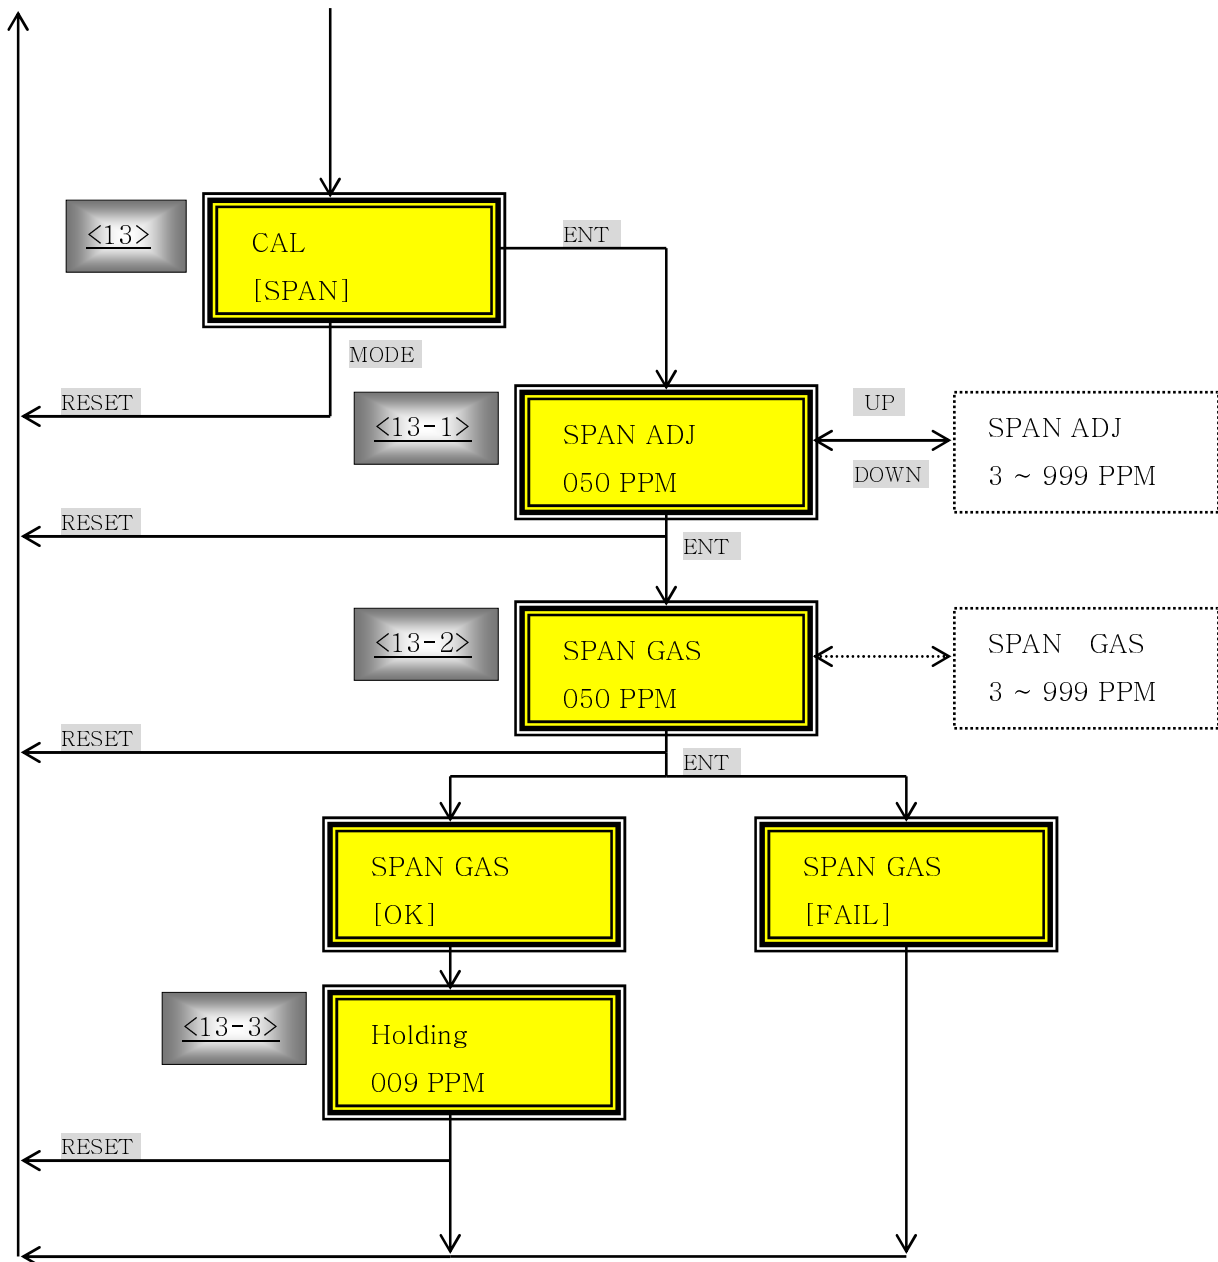 <13>
CAL
[SPAN]
ENT
MODE
RESET
<13-1>
SPAN ADJ
050 PPM
UP
DOWN
SPAN ADJ
3 ~ 999 PPM
RESET
ENT
<13-2>
SPAN GAS
050 PPM
SPAN GAS
3 ~ 999 PPM
RESET
ENT
SPAN GAS
[OK]
SPAN GAS
[FAIL]
<13-3>
Holding
009 PPM
RESET